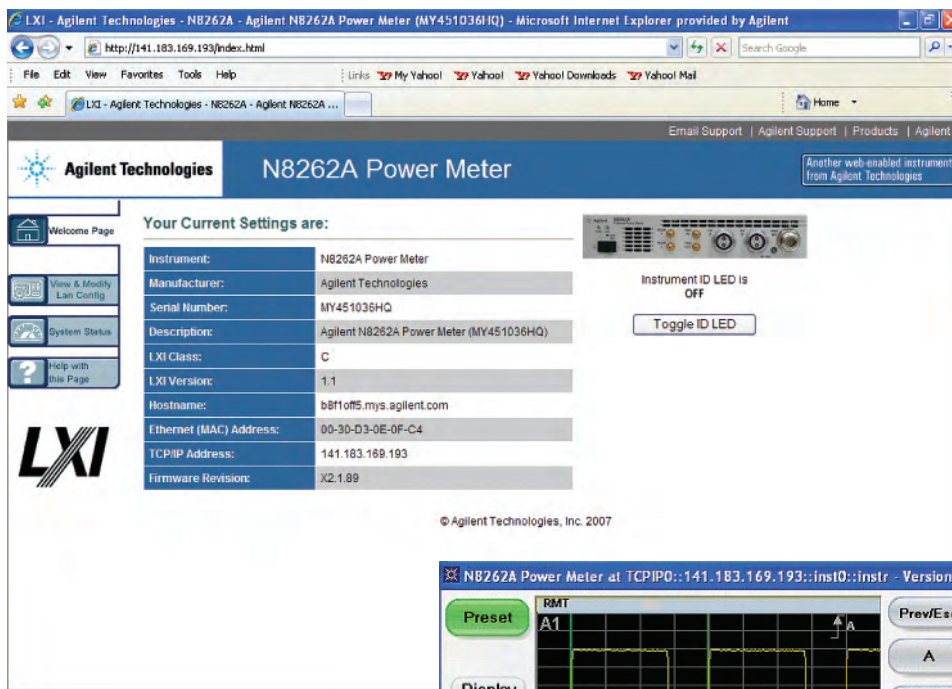 LXI - Agilent Technologies - N8262A - Agilent N8262A Power Meter (MY451036HQ) - Microsoft Internet Explorer provided by Agilent
http://141.183.169.193/index.html
Search Google
File Edit View Favorites Tools Help
Links My Yahoo! Yahoo! Yahoo! Downloads Yahoo! Mail
LXI - Agilent Technologies - N8262A - Agilent N8262A ...
Home
Email Support | Agilent Support | Products | Agilent
Agilent Technologies
N8262A Power Meter
Another web-enabled instrument
from Agilent Technologies
Welcome Page
View & Modify
Lan Config
System Status
Help with
this Page
LXI
Your Current Settings are:
Instrument: N8262A Power Meter
Manufacturer: Agilent Technologies
Serial Number: MY451036HQ
Description: Agilent N8262A Power Meter (MY451036HQ)
LXI Class: C
LXI Version: 1.1
Hostname: b8f1off5.mys.agilent.com
Ethernet (MAC) Address: 00-30-D3-0E-0F-C4
TCP/IP Address: 141.183.169.193
Firmware Revision: X2.1.89
Instrument ID LED is
OFF
Toggle ID LED
© Agilent Technologies, Inc. 2007
N8262A Power Meter at TCPIP0::141.183.169.193::inst0::instr - Version
Preset
RMT
A1
A
Prev/Es
A
Display